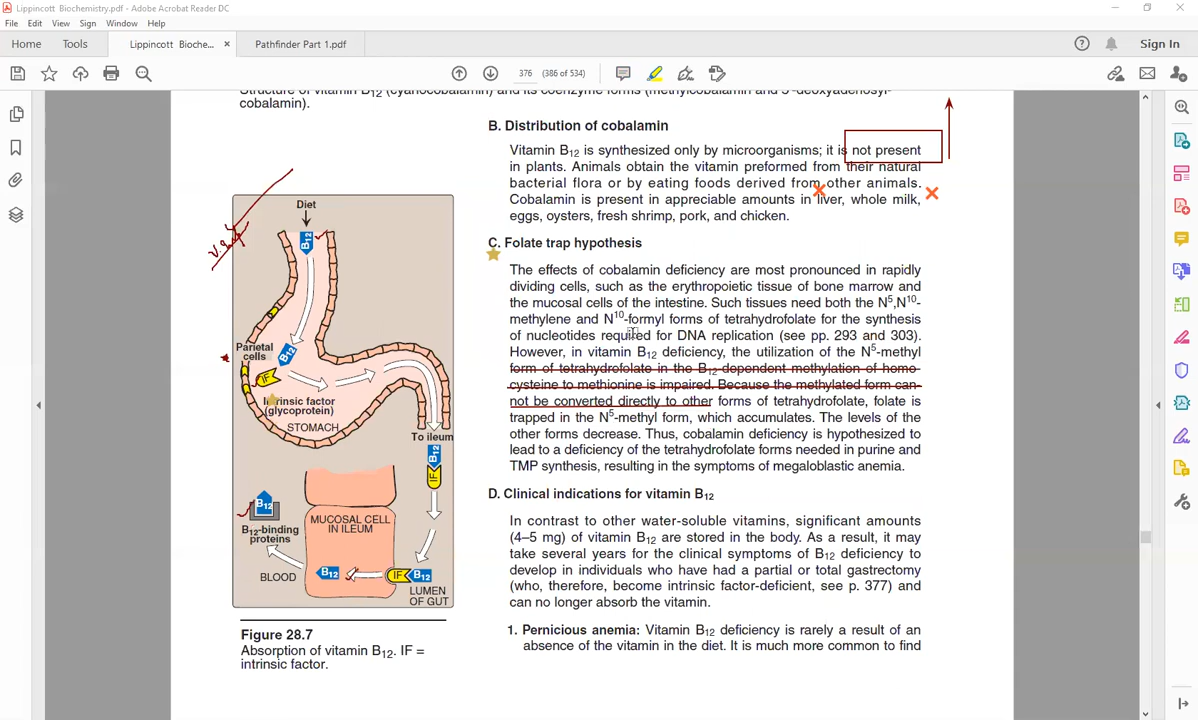 Lippincott Biochemistry.pdf - Adobe Acrobat Reader DC
File Edit View Sign Window Help
Home Tools Lippincott Bioche... × Pathfinder Part 1.pdf Sign In
376 (386 of 534)
Structure of vitamin B12 (cyanocobalamin) and its coenzyme forms (methylcobalamin and 5'-deoxyadenosyl-
cobalamin).
B. Distribution of cobalamin
Vitamin B12 is synthesized only by microorganisms; it is not present
in plants. Animals obtain the vitamin preformed from their natural
bacterial flora or by eating foods derived from other animals.
Cobalamin is present in appreciable amounts in liver, whole milk,
eggs, oysters, fresh shrimp, pork, and chicken.
C. Folate trap hypothesis
The effects of cobalamin deficiency are most pronounced in rapidly
dividing cells, such as the erythropoietic tissue of bone marrow and
the mucosal cells of the intestine. Such tissues need both the N5,N10-
methylene and N10-formyl forms of tetrahydrofolate for the synthesis
of nucleotides required for DNA replication (see pp. 293 and 303).
However, in vitamin B12 deficiency, the utilization of the N5-methyl
form of tetrahydrofolate in the B12-dependent methylation of homo-
cysteine to methionine is impaired. Because the methylated form can-
not be converted directly to other forms of tetrahydrofolate, folate is
trapped in the N5-methyl form, which accumulates. The levels of the
other forms decrease. Thus, cobalamin deficiency is hypothesized to
lead to a deficiency of the tetrahydrofolate forms needed in purine and
TMP synthesis, resulting in the symptoms of megaloblastic anemia.
D. Clinical indications for vitamin B12
In contrast to other water-soluble vitamins, significant amounts
(4–5 mg) of vitamin B12 are stored in the body. As a result, it may
take several years for the clinical symptoms of B12 deficiency to
develop in individuals who have had a partial or total gastrectomy
(who, therefore, become intrinsic factor-deficient, see p. 377) and
can no longer absorb the vitamin.
1. Pernicious anemia: Vitamin B12 deficiency is rarely a result of an
absence of the vitamin in the diet. It is much more common to find
Diet
B12
Parietal
cells
B12
IF
Intrinsic factor
(glycoprotein)
STOMACH
To ileum
B12
IF
B12
B12-binding
proteins
MUCOSAL CELL
IN ILEUM
BLOOD
B12
IF B12
LUMEN
OF GUT
Figure 28.7
Absorption of vitamin B12. IF =
intrinsic factor.